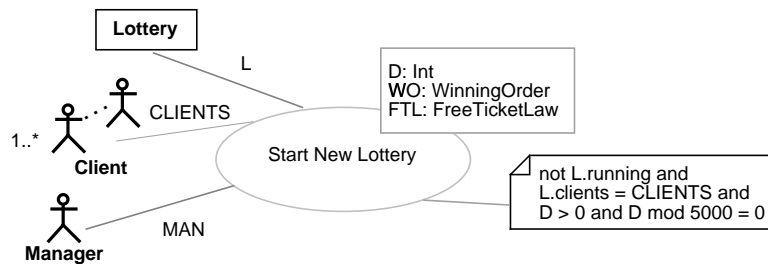 Lottery
L
D: Int
WO: WinningOrder
FTL: FreeTicketLaw
CLIENTS
1..*
Client
Start New Lottery
not L.running and
L.clients = CLIENTS and
D > 0 and D mod 5000 = 0
MAN
Manager